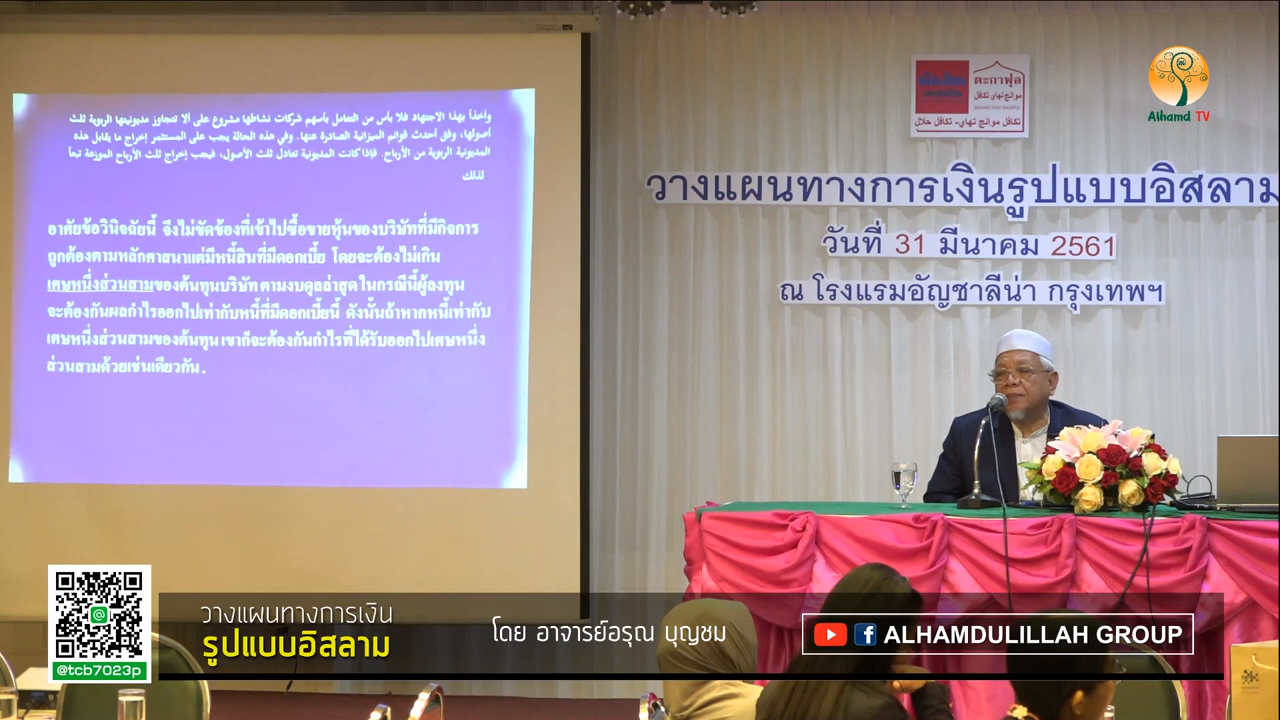 وأخذاً بهذا الاجتهاد فلا بأس من التعامل بأسهم شركات نشاطها مشروع على ألا تتجاوز مديونيتها الربوية ثلث
أصولها، وفق أحدث قوائم الميزانية الصادرة عنها. وفي هذه الحالة يجب على المستثمر إخراج ما يقابل هذه
المديونية الربوية من الأرباح. فإذا كانت المديونية تعادل ثلث الأصول، فيجب إخراج ثلث الأرباح الموزعة تبعاً
لذلك
อาศัยข้อวินิจฉัยนี้ จึงไม่ขัดข้องที่เข้าไปซื้อขายหุ้นของบริษัทที่มีกิจการ
ถูกต้องตามหลักศาสนาแต่มีหนี้สินที่มีดอกเบี้ย โดยจะต้องไม่เกิน
เศษหนึ่งส่วนสามของต้นทุนบริษัท ตามงบดุลล่าสุด ในกรณีนี้ผู้ลงทุน
จะต้องกันผลกำไรออกไปเท่ากับหนี้ที่มีดอกเบี้ยนี้ ดังนั้นถ้าหากหนี้เท่ากับ
เศษหนึ่งส่วนสามของต้นทุน เขาก็จะต้องกันกำไรที่ได้รับออกไปเศษหนึ่ง
ส่วนสามด้วยเช่นเดียวกัน.
ตะกาฟุล
เมืองไทย
Alhamd TV
วางแผนทางการเงินรูปแบบอิสลาม
วันที่ 31 มีนาคม 2561
ณ โรงแรมอัญชาลีน่า กรุงเทพฯ
วางแผนทางการเงิน
รูปแบบอิสลาม
โดย อาจารย์อรุณ บุญชม
ALHAMDULILLAH GROUP
@tcb7023p